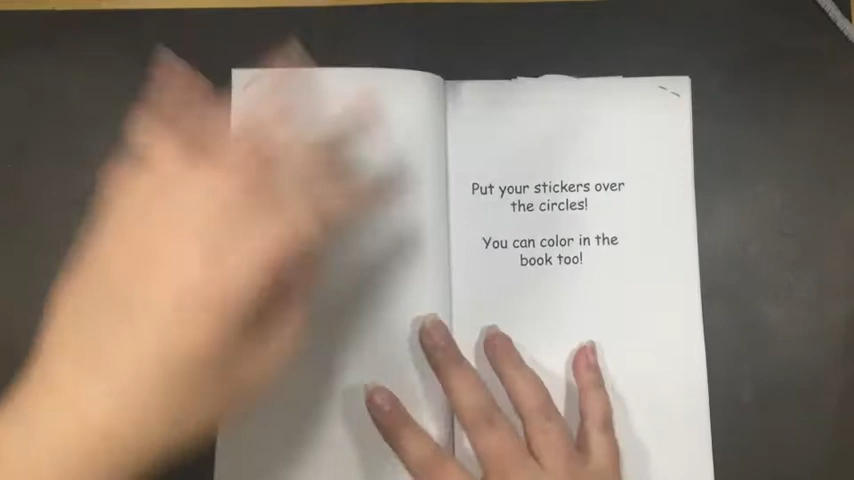 Put your stickers over
the circles!
You can color in the
book too!